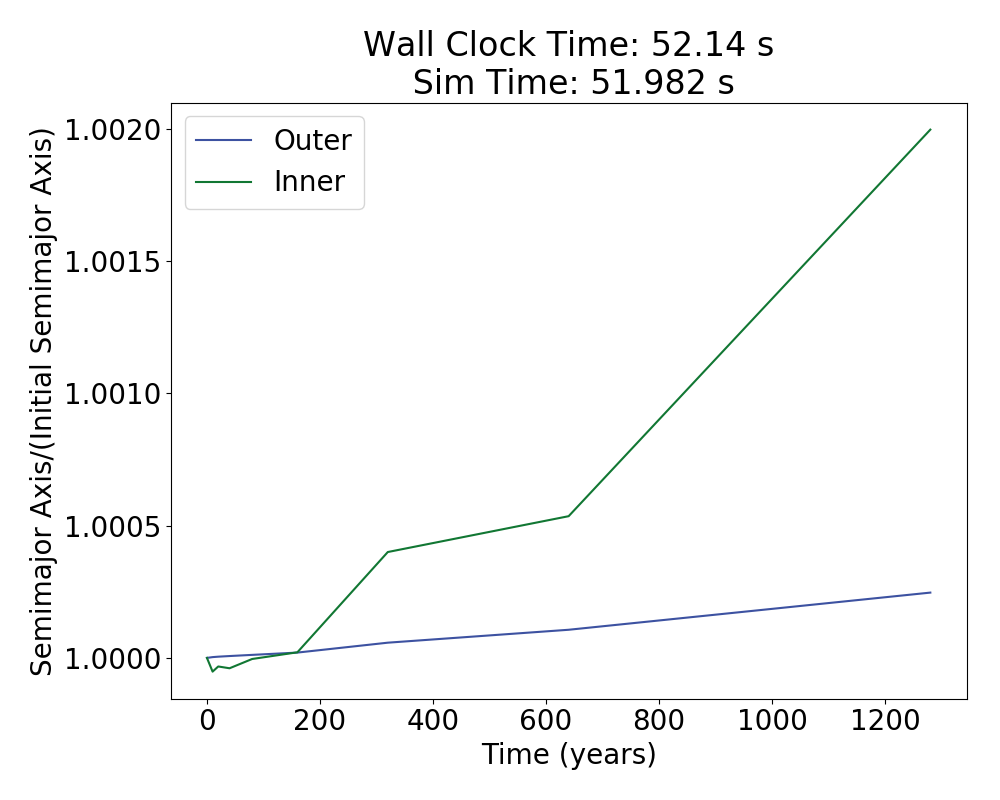 Wall Clock Time: 52.14 s
Sim Time: 51.982 s
Outer
Inner
Semimajor Axis/(Initial Semimajor Axis)
1.0020
1.0015
1.0010
1.0005
1.0000
0 200 400 600 800 1000 1200
Time (years)